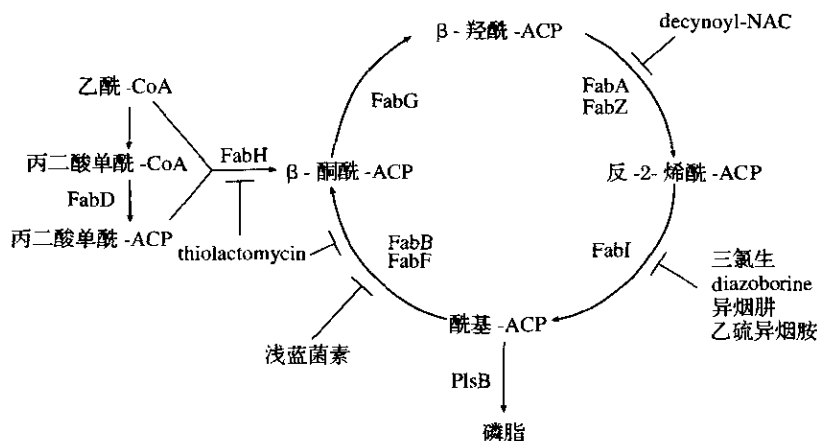 β - 羟酰 -ACP
decynoyl-NAC
乙酰 -CoA
FabG
FabA
FabZ
丙二酸单酰 -CoA
FabH
β - 酮酰 -ACP
反 -2- 烯酰 -ACP
FabD
丙二酸单酰 -ACP
thiolactomycin
FabB
FabF
FabI
三氯生
diazoborine
异烟肼
乙硫异烟胺
酰基 -ACP
浅蓝菌素
PlsB
磷脂